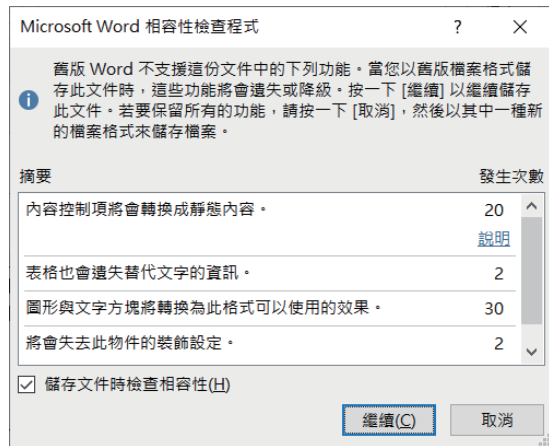 Microsoft Word 相容性檢查程式
舊版 Word 不支援這份文件中的下列功能。當您以舊版檔案格式儲
存此文件時，這些功能將會遺失或降級。按一下 [繼續] 以繼續儲存
此文件。若要保留所有的功能，請按一下 [取消]，然後以其中一種新
的檔案格式來儲存檔案。
摘要 發生次數
內容控制項將會轉換成靜態內容。 20
說明
表格也會遺失替代文字的資訊。 2
圖形與文字方塊將轉換為此格式可以使用的效果。 30
將會失去此物件的裝飾設定。 2
儲存文件時檢查相容性(H)
繼續(C) 取消